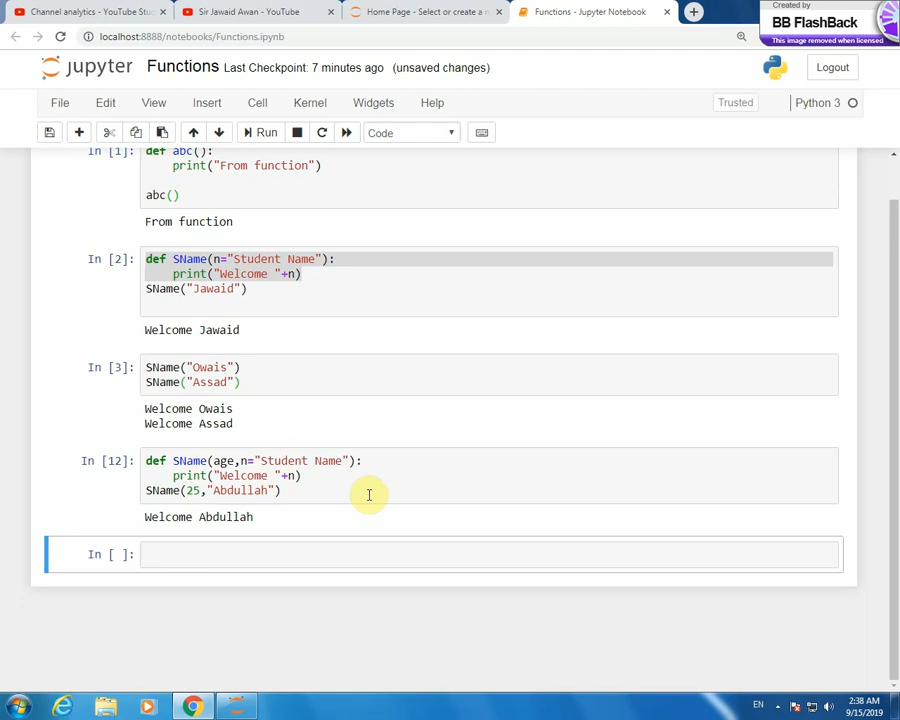 Channel analytics - YouTube Stu
Sir Jawaid Awan - YouTube
Home Page - Select or create a n
Functions - Jupyter Notebook
Created by
BB FlashBack
This image removed when licensed
localhost:8888/notebooks/Functions.ipynb
jupyter Functions Last Checkpoint: 7 minutes ago (unsaved changes)
Logout
File Edit View Insert Cell Kernel Widgets Help
Trusted
Python 3
Run
Code
In [1]: def abc():
print("From function")
abc()
From function
In [2]: def SName(n="Student Name"):
print("Welcome "+n)
SName("Jawaid")
Welcome Jawaid
In [3]: SName("Owais")
SName("Assad")
Welcome Owais
Welcome Assad
In [12]: def SName(age,n="Student Name"):
print("Welcome "+n)
SName(25,"Abdullah")
Welcome Abdullah
In [ ]:
EN
2:38 AM
9/15/2019